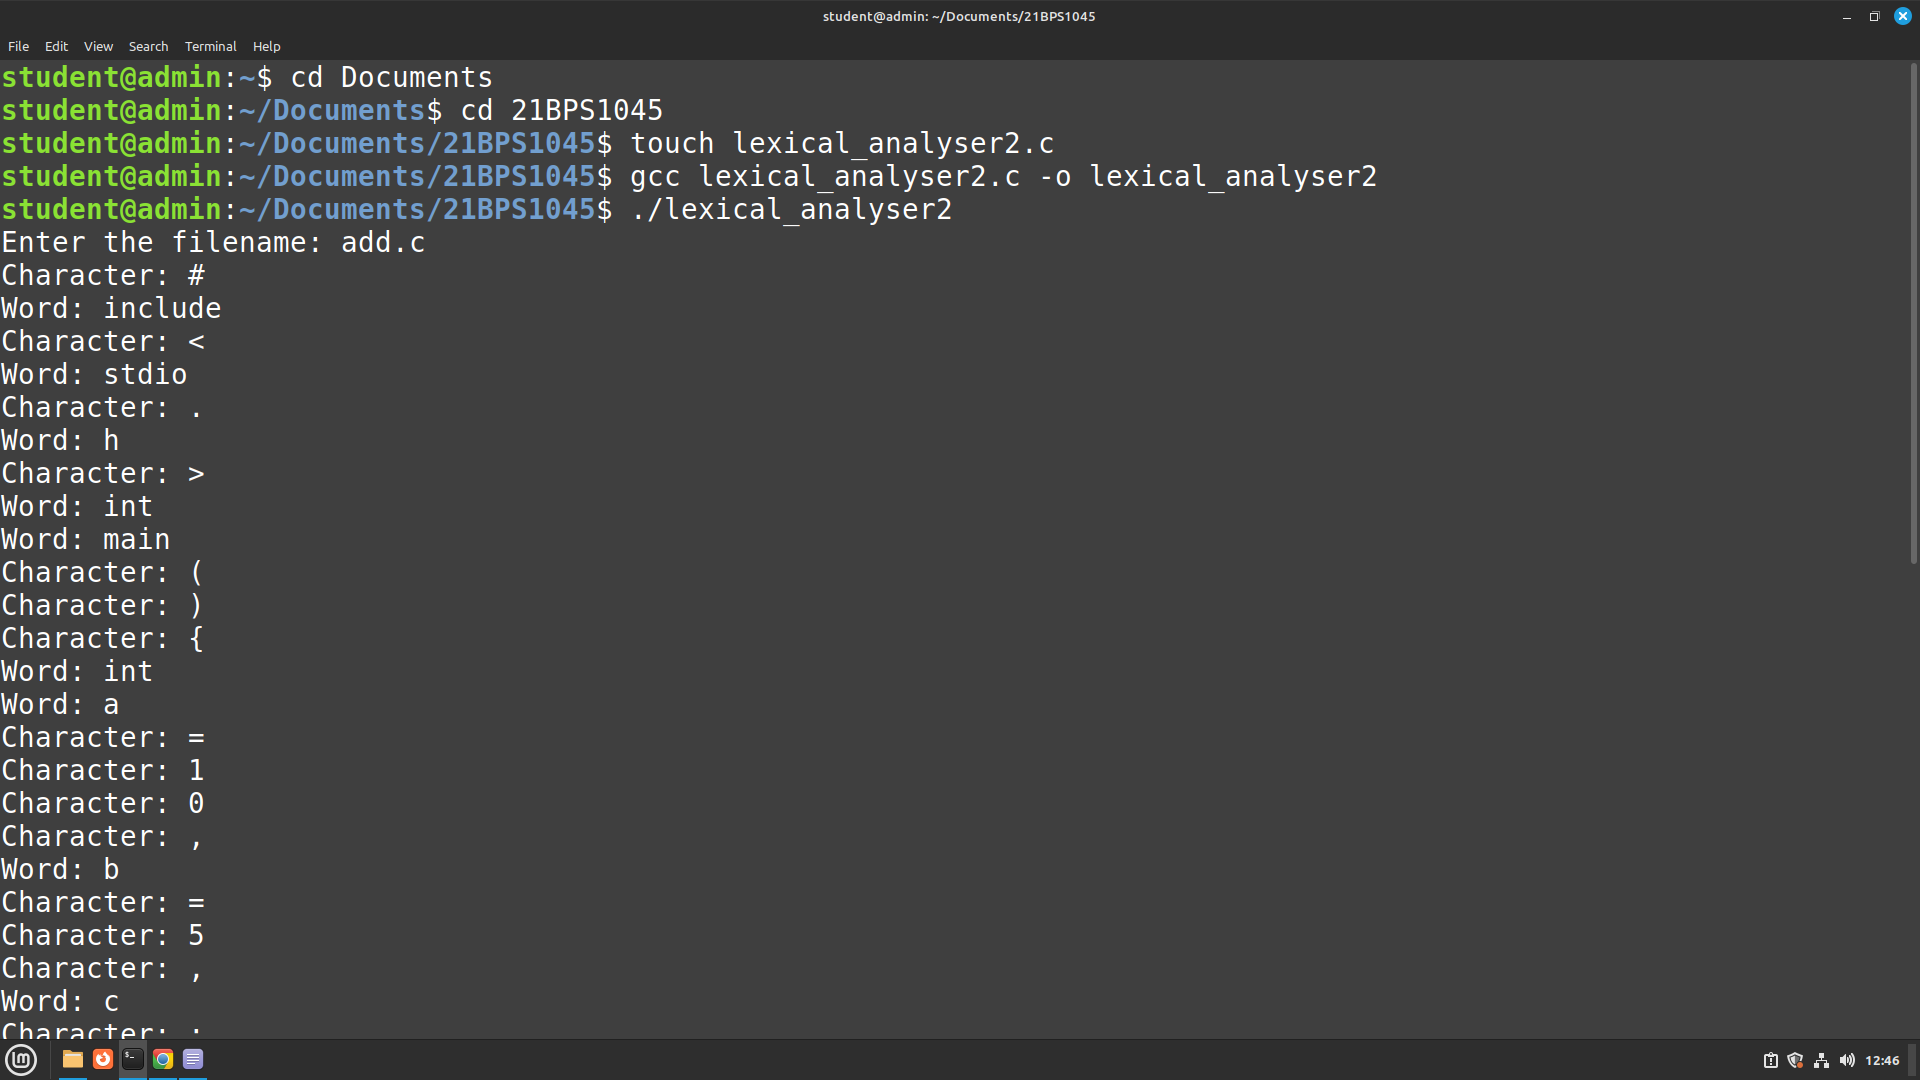 student@admin: ~/Documents/21BPS1045
File Edit View Search Terminal Help
student@admin:~$ cd Documents
student@admin:~/Documents$ cd 21BPS1045
student@admin:~/Documents/21BPS1045$ touch lexical_analyser2.c
student@admin:~/Documents/21BPS1045$ gcc lexical_analyser2.c -o lexical_analyser2
student@admin:~/Documents/21BPS1045$ ./lexical_analyser2
Enter the filename: add.c
Character: #
Word: include
Character: <
Word: stdio
Character: .
Word: h
Character: >
Word: int
Word: main
Character: (
Character: )
Character: {
Word: int
Word: a
Character: =
Character: 1
Character: 0
Character: ,
Word: b
Character: =
Character: 5
Character: ,
Word: c
Character:
12:46